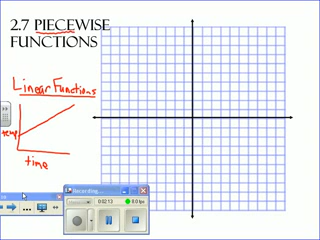 2.7 PIECEWISE
FUNCTIONS
Linear Functions
temp
time
Recording...
0:02:13
0.0 fps